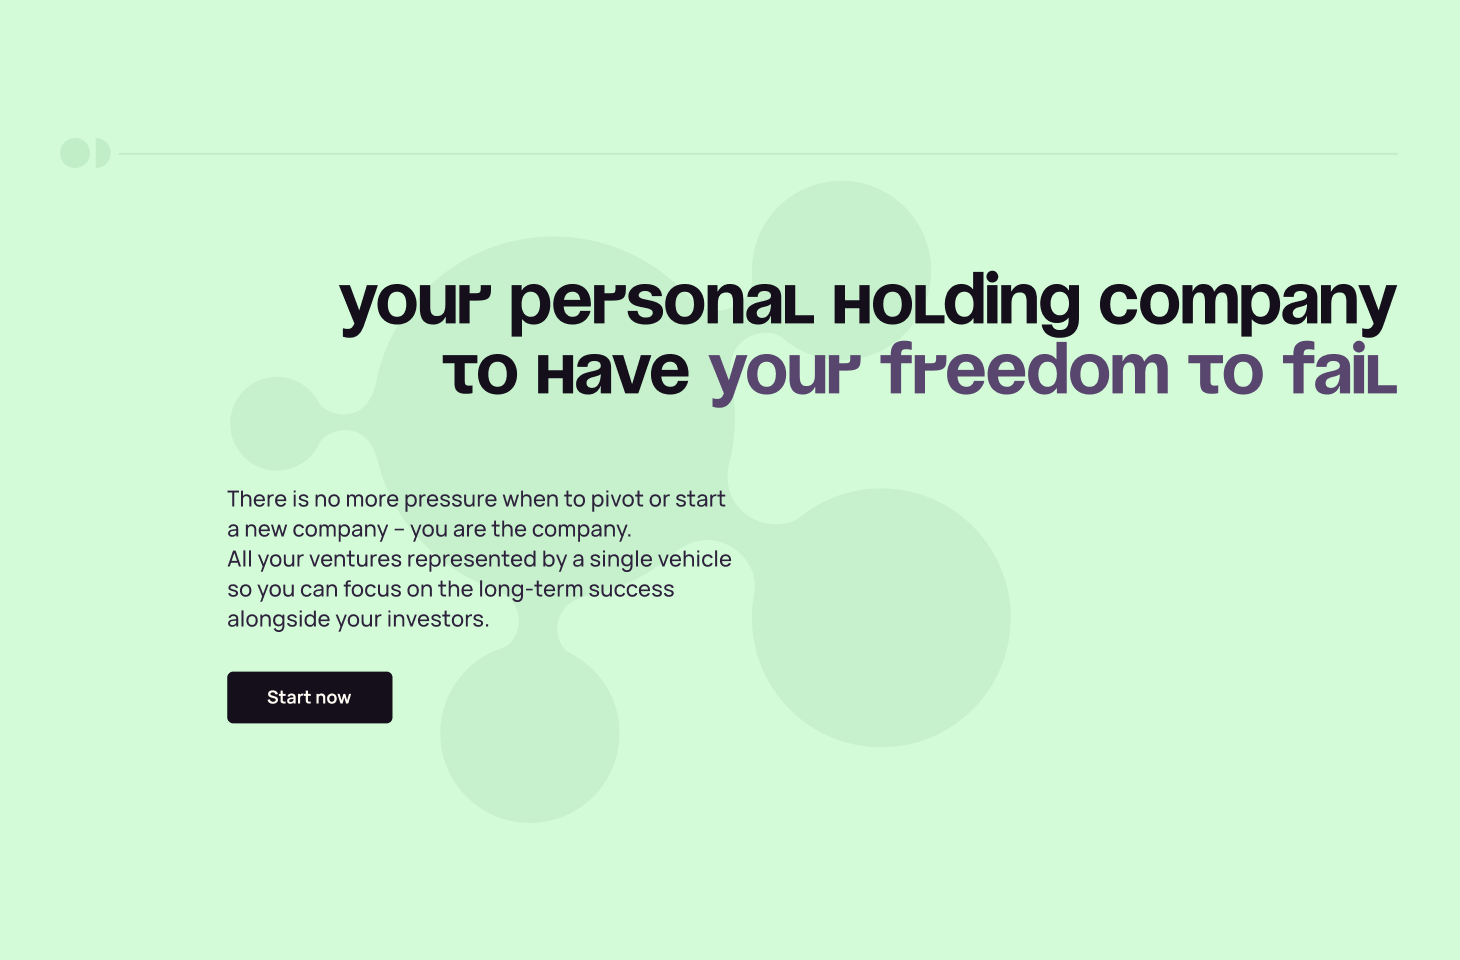 your personal Holding company
to Have your freedom to fail
There is no more pressure when to pivot or start
a new company – you are the company.
All your ventures represented by a single vehicle
so you can focus on the long-term success
alongside your investors.
Start now